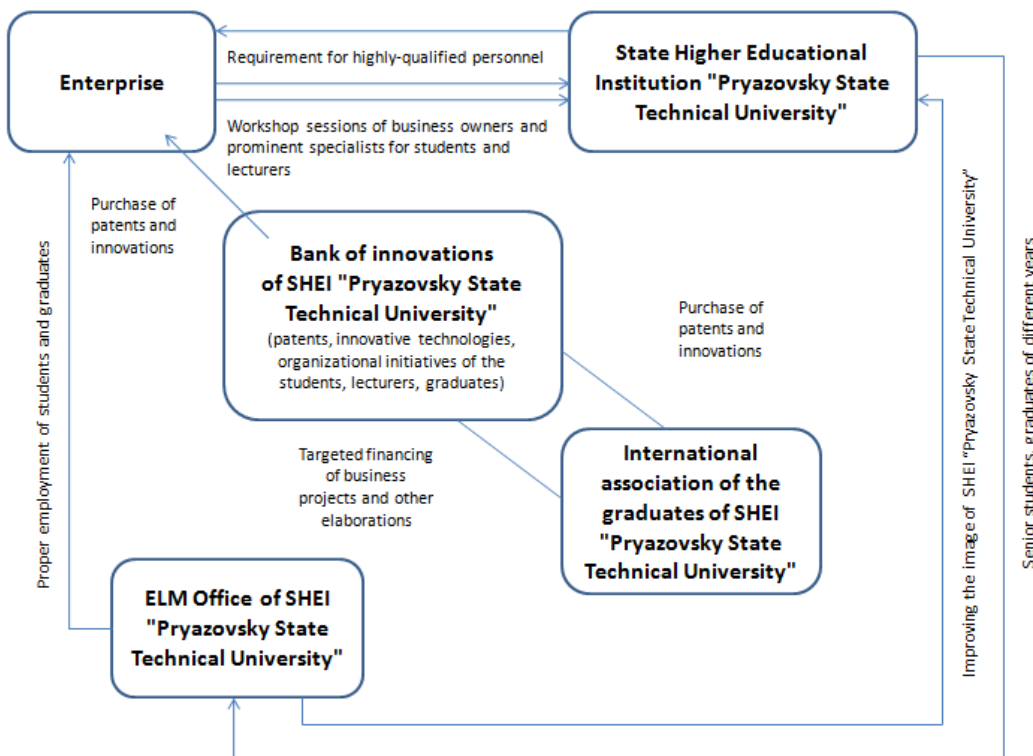 Enterprise
Requirement for highly-qualified personnel
State Higher Educational
Institution "Pryazovsky State
Technical University"
Workshop sessions of business owners and
prominent specialists for students and
lecturers
Purchase of
patents and
innovations
Bank of innovations
of SHEI "Pryazovsky State
Technical University"
(patents, innovative technologies,
organizational initiatives of the
students, lecturers, graduates)
Purchase of
patents and
innovations
Targeted financing
of business
projects and other
elaborations
International
association of the
graduates of SHEI
"Pryazovsky State
Technical University"
ELM Office of SHEI
"Pryazovsky State
Technical University"
Proper employment of students and graduates
Improving the image of SHEI "Pryazovsky State Technical University"
Senior students, graduates of different years